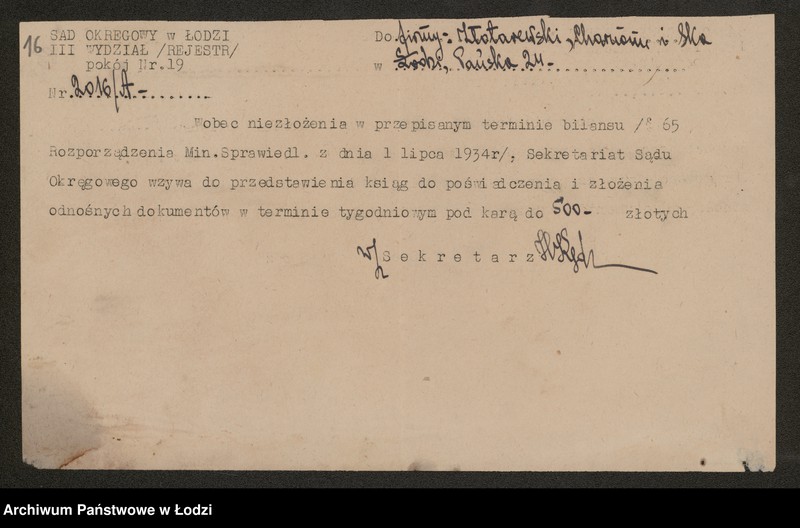 16
SĄD OKRĘGOWY w ŁODZI
III WYDZIAŁ /REJESTR/
pokój Nr.19
Nr.2016/A-.........
Do firmy: Złotarewski, i Ska
w Łodzi, Pańska 24-
Wobec niezłożenia w przepisanym terminie bilansu /§ 65
Rozporządzenia Min.Sprawiedl. z dnia 1 lipca 1934r/, Sekretariat Sądu
Okręgowego wzywa do przedstawienia ksiąg do poświadczenia i złożenia
odnośnych dokumentów w terminie tygodniowym pod karą do 500- złotych
w/z Sekretarz
Archiwum Państwowe w Łodzi